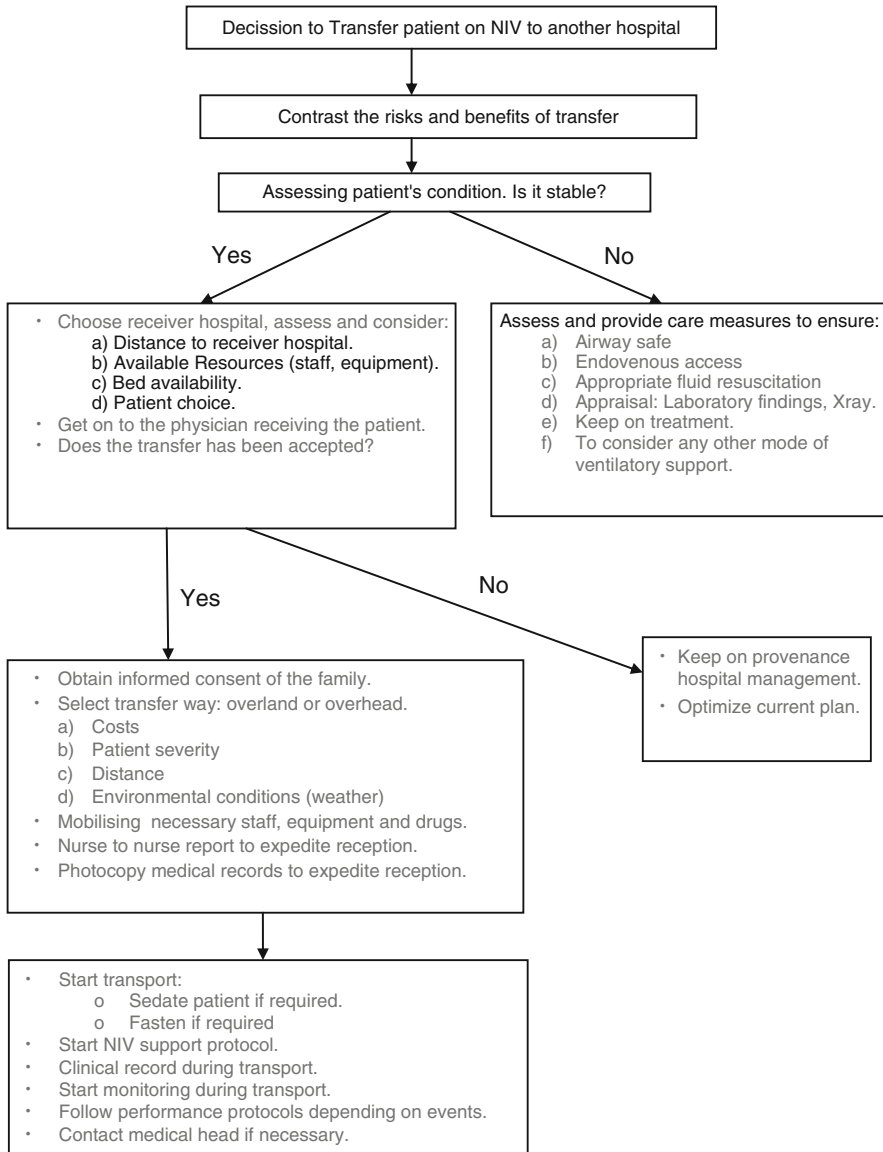 Decission to Transfer patient on NIV to another hospital
Contrast the risks and benefits of transfer
Assessing patient's condition. Is it stable?
Yes
No
• Choose receiver hospital, assess and consider:
a) Distance to receiver hospital.
b) Available Resources (staff, equipment).
c) Bed availability.
d) Patient choice.
• Get on to the physician receiving the patient.
• Does the transfer has been accepted?
Assess and provide care measures to ensure:
a) Airway safe
b) Endovenous access
c) Appropriate fluid resuscitation
d) Appraisal: Laboratory findings, Xray.
e) Keep on treatment.
f) To consider any other mode of
ventilatory support.
Yes
No
• Obtain informed consent of the family.
• Select transfer way: overland or overhead.
a) Costs
b) Patient severity
c) Distance
d) Environmental conditions (weather)
• Mobilising necessary staff, equipment and drugs.
• Nurse to nurse report to expedite reception.
• Photocopy medical records to expedite reception.
• Keep on provenance
hospital management.
• Optimize current plan.
• Start transport:
o Sedate patient if required.
o Fasten if required
• Start NIV support protocol.
• Clinical record during transport.
• Start monitoring during transport.
• Follow performance protocols depending on events.
• Contact medical head if necessary.